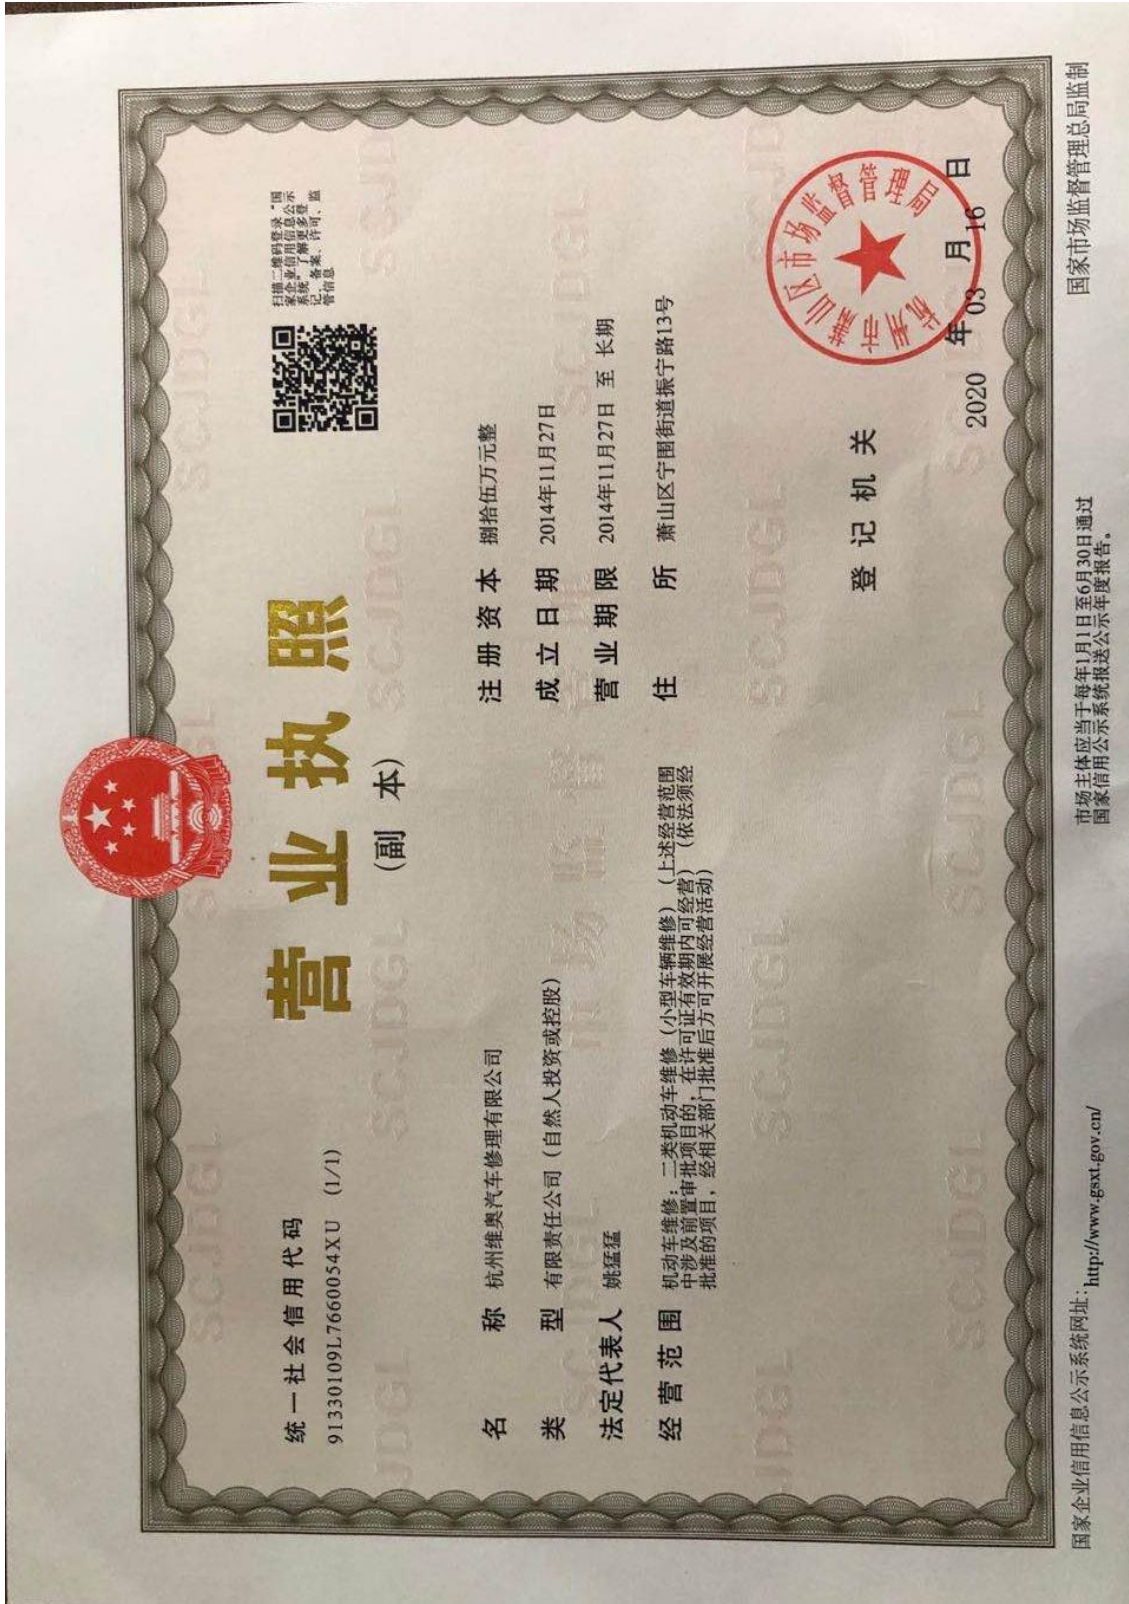 营业执照
(副 本)
统一社会信用代码
91330109L7660054XU (1/1)
扫描二维码登录“国
家企业信用信息公示
系统”了解更多登
记、备案、许可、监
管信息
名 称 杭州维奥汽车修理有限公司
类 型 有限责任公司(自然人投资或控股)
法定代表人 姚猛猛
经营范围 机动车维修:二类机动车维修(小型车辆维修)(上述经营范围
中涉及前置审批项目的,在许可证有效期内可经营)(依法须经
批准的项目,经相关部门批准后方可开展经营活动)
注册资本 捌拾伍万元整
成立日期 2014年11月27日
营业期限 2014年11月27日 至 长期
住 所 萧山区宁围街道振宁路13号
登记机关
杭州市萧山区市场监督管理局
2020 年 03 月 16 日
国家企业信用信息公示系统网址:http://www.gsxt.gov.cn/
市场主体应当于每年1月1日至6月30日通过
国家信用公示系统报送公示年度报告。
国家市场监督管理总局监制
SCJDGL